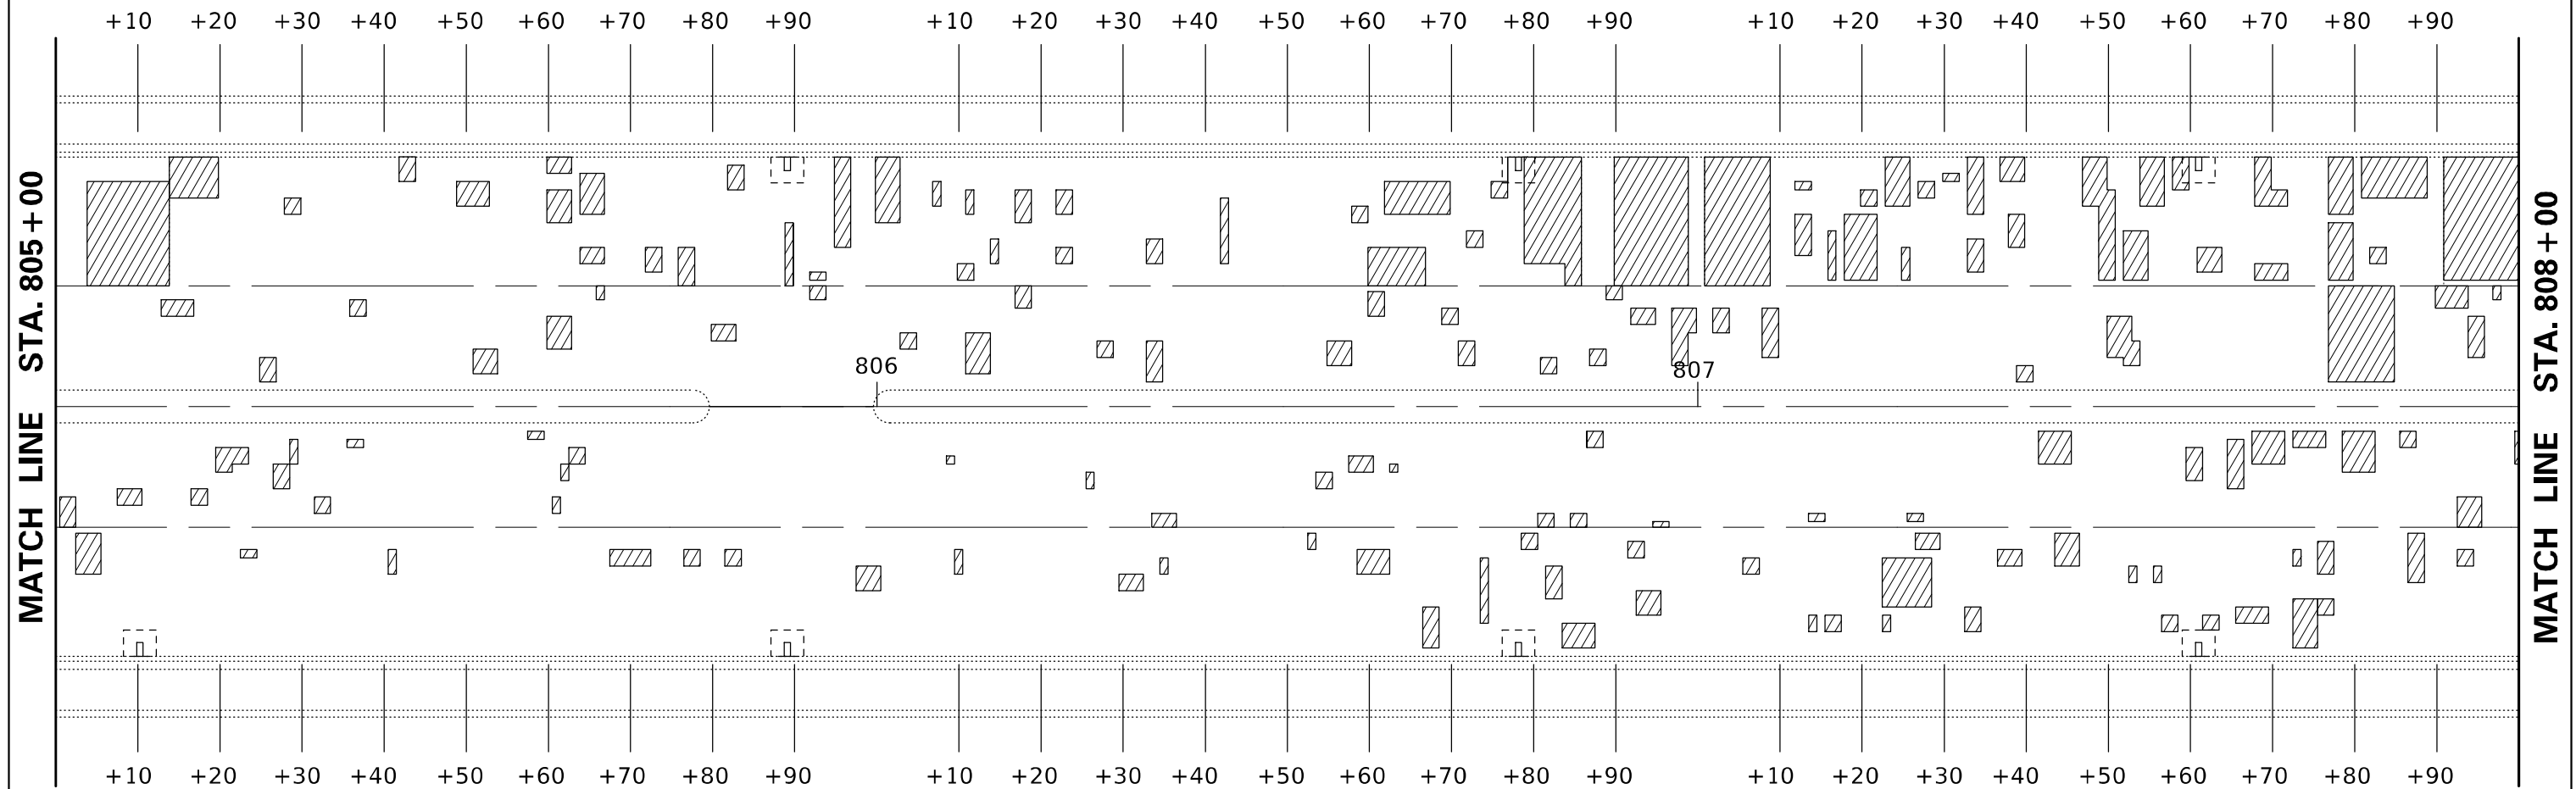 +10 +20 +30 +40 +50 +60 +70 +80 +90 +10 +20 +30 +40 +50 +60 +70 +80 +90 +10 +20 +30 +40 +50 +60 +70 +80 +90
MATCH LINE STA. 805+00
806
807
MATCH LINE STA. 808+00
+10 +20 +30 +40 +50 +60 +70 +80 +90 +10 +20 +30 +40 +50 +60 +70 +80 +90 +10 +20 +30 +40 +50 +60 +70 +80 +90